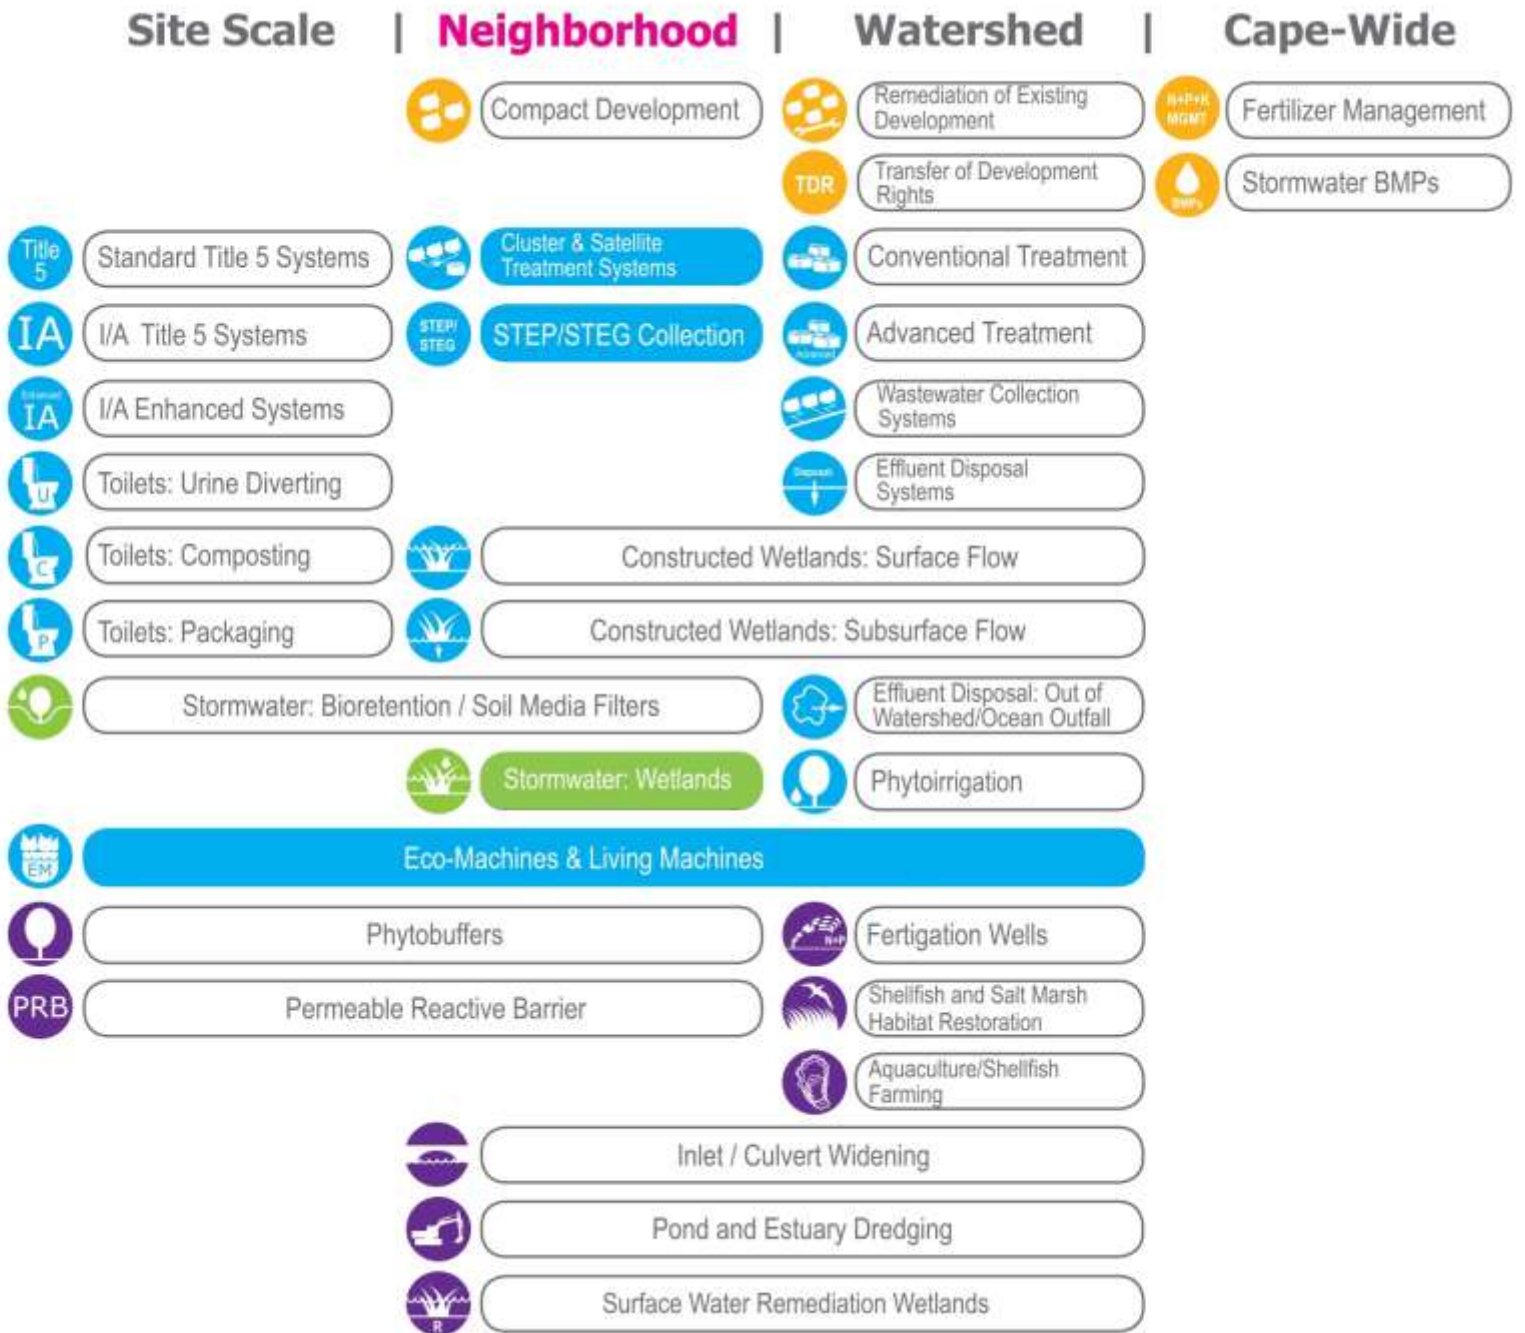 Site Scale | Neighborhood | Watershed | Cape-Wide
Compact Development
Remediation of Existing
Development
N+P+K
MGMT
Fertilizer Management
TDR
Transfer of Development
Rights
BMPs
Stormwater BMPs
Title
5
Standard Title 5 Systems
Cluster & Satellite
Treatment Systems
Conventional Treatment
IA
I/A Title 5 Systems
STEP/
STEG
STEP/STEG Collection
Advanced
Advanced Treatment
Enhanced
IA
I/A Enhanced Systems
Wastewater Collection
Systems
U
Toilets: Urine Diverting
Disposal
Effluent Disposal
Systems
C
Toilets: Composting
Constructed Wetlands: Surface Flow
P
Toilets: Packaging
Constructed Wetlands: Subsurface Flow
Stormwater: Bioretention / Soil Media Filters
Effluent Disposal: Out of
Watershed/Ocean Outfall
Stormwater: Wetlands
Phytoirrigation
EM
Eco-Machines & Living Machines
Phytobuffers
N+P
Fertigation Wells
PRB
Permeable Reactive Barrier
Shellfish and Salt Marsh
Habitat Restoration
Aquaculture/Shellfish
Farming
Inlet / Culvert Widening
Pond and Estuary Dredging
R
Surface Water Remediation Wetlands